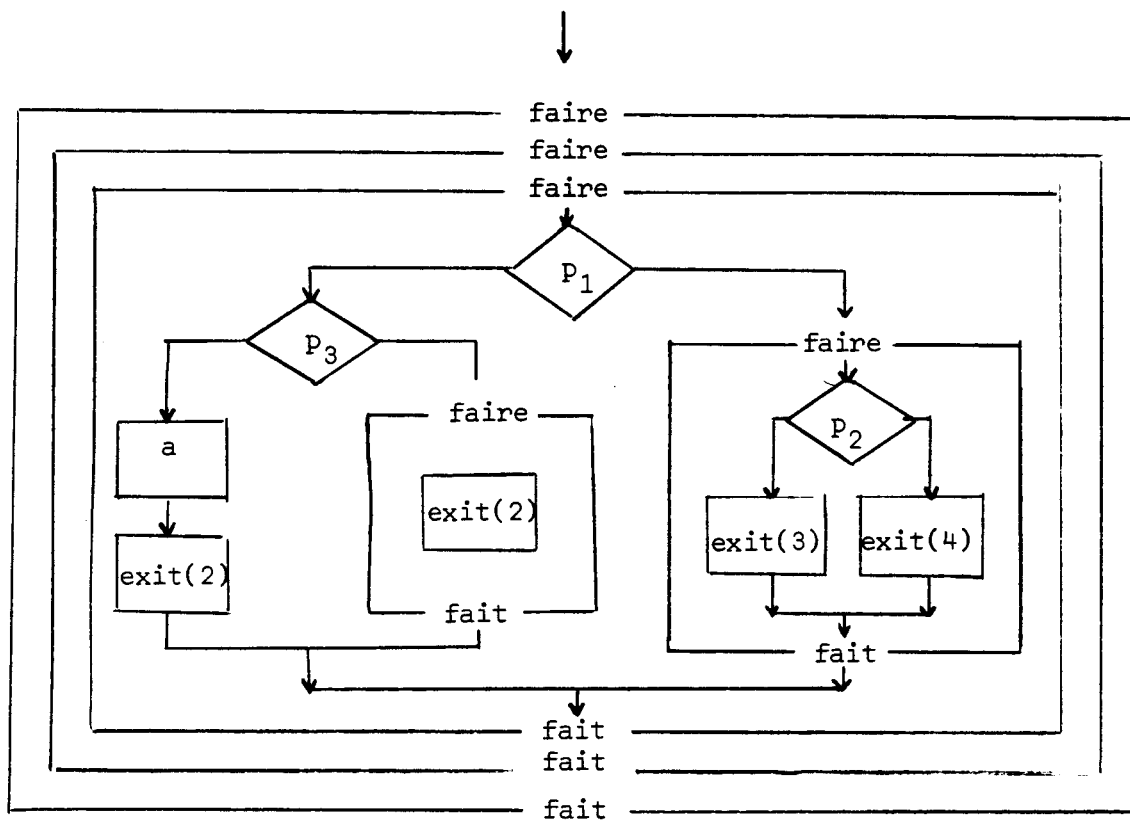 faire
faire
faire
P1
P3
faire
faire
P2
a
exit(2)
exit(3) exit(4)
exit(2)
fait
fait
fait
fait
fait